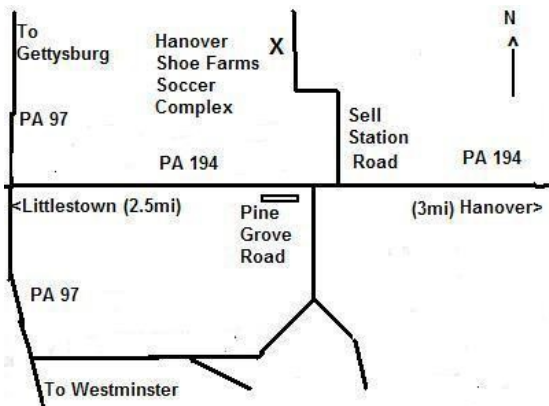 To
Gettysburg
Hanover
Shoe Farms
Soccer
Complex
X
N
PA 97
Sell
Station
Road
PA 194
PA 194
<Littlestown (2.5mi)
Pine
Grove
Road
(3mi) Hanover>
PA 97
To Westminster